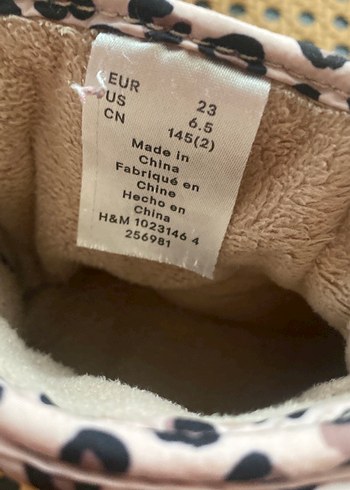 EUR 23
US 6.5
CN 145(2)
Made in
China
Fabriqué en
Chine
Hecho en
China
H&M 1023146 4
256981